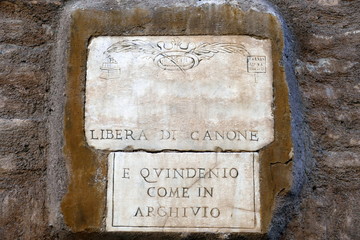 LIBERA DI CANONE
E QVINDENIO
COME IN
ARCHIVIO